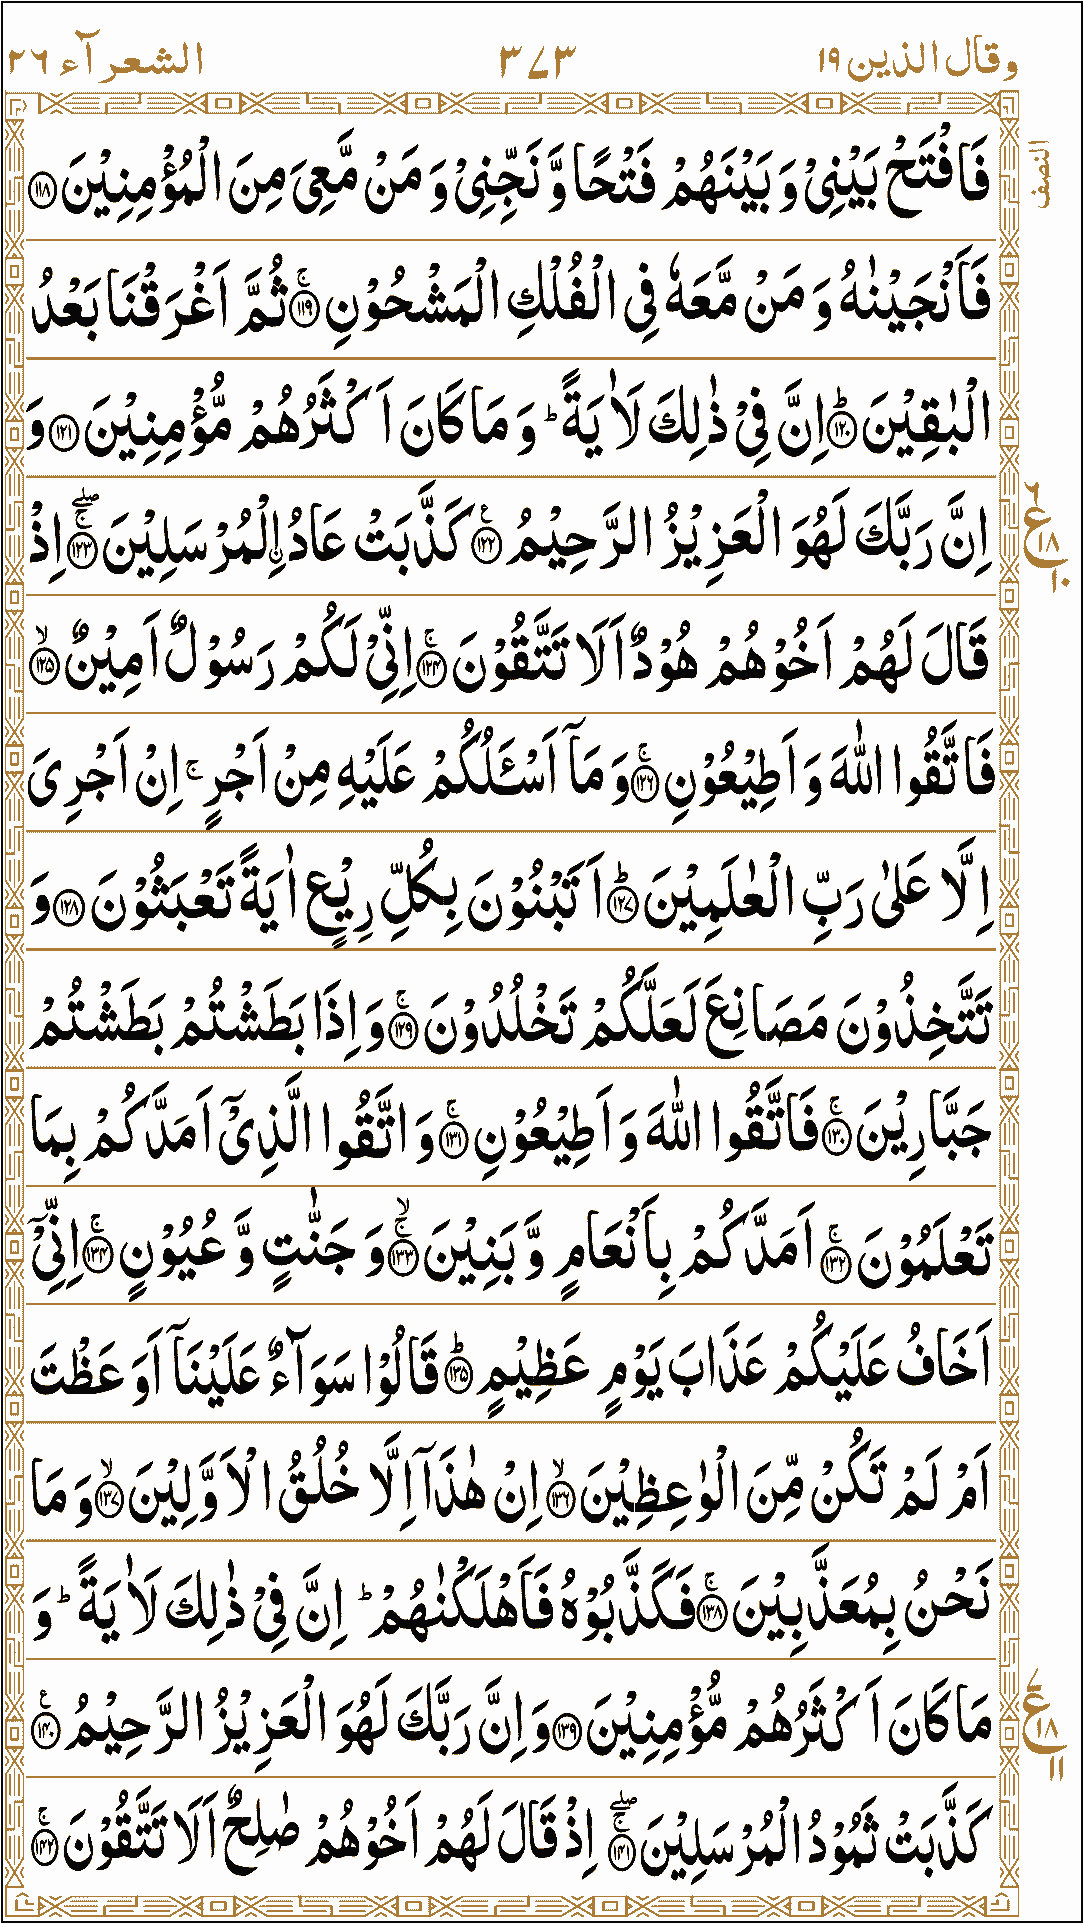 وقال الذین ۱۹
۳۷۳
الشعرآء ۲۶
النصف
فَافْتَحْ بَیْنِیْ وَ بَیْنَهُمْ فَتْحًا وَّ نَجِّنِیْ وَ مَنْ مَّعِیَ مِنَ الْمُؤْمِنِیْنَ ۱۱۸
فَاَنْجَیْنٰهُ وَ مَنْ مَّعَهٗ فِی الْفُلْكِ الْمَشْحُوْنِ ۱۱۹ۚ ثُمَّ اَغْرَقْنَا بَعْدُ
الْبٰقِیْنَ ۱۲۰ؕ اِنَّ فِیْ ذٰلِكَ لَاٰیَةً ؕ وَ مَا كَانَ اَكْثَرُهُمْ مُّؤْمِنِیْنَ ۱۲۱ وَ
اِنَّ رَبَّكَ لَهُوَ الْعَزِیْزُ الرَّحِیْمُ ۱۲۲ كَذَّبَتْ عَادُ اِ۟لْمُرْسَلِیْنَ ۱۲۳ۚۖ اِذْ
ع ۱۸ ۱۰
قَالَ لَهُمْ اَخُوْهُمْ هُوْدٌ اَلَا تَتَّقُوْنَ ۱۲۴ۚ اِنِّیْ لَكُمْ رَسُوْلٌ اَمِیْنٌ ۱۲۵ۙ
فَاتَّقُوا اللّٰهَ وَ اَطِیْعُوْنِ ۱۲۶ۚ وَ مَاۤ اَسْـَٔلُكُمْ عَلَیْهِ مِنْ اَجْرٍ ۚ اِنْ اَجْرِیَ
اِلَّا عَلٰی رَبِّ الْعٰلَمِیْنَ ۱۲۷ؕ اَتَبْنُوْنَ بِكُلِّ رِیْعٍ اٰیَةً تَعْبَثُوْنَ ۱۲۸ وَ
تَتَّخِذُوْنَ مَصَانِعَ لَعَلَّكُمْ تَخْلُدُوْنَ ۱۲۹ۚ وَ اِذَا بَطَشْتُمْ بَطَشْتُمْ
جَبَّارِیْنَ ۱۳۰ۚ فَاتَّقُوا اللّٰهَ وَ اَطِیْعُوْنِ ۱۳۱ۚ وَ اتَّقُوا الَّذِیْۤ اَمَدَّكُمْ بِمَا
تَعْلَمُوْنَ ۱۳۲ۚ اَمَدَّكُمْ بِاَنْعَامٍ وَّ بَنِیْنَ ۱۳۳ۚۙ وَ جَنّٰتٍ وَّ عُیُوْنٍ ۱۳۴ۚ اِنِّیْۤ
اَخَافُ عَلَیْكُمْ عَذَابَ یَوْمٍ عَظِیْمٍ ۱۳۵ؕ قَالُوْا سَوَآءٌ عَلَیْنَاۤ اَوَعَظْتَ
اَمْ لَمْ تَكُنْ مِّنَ الْوٰعِظِیْنَ ۱۳۶ۙ اِنْ هٰذَاۤ اِلَّا خُلُقُ الْاَوَّلِیْنَ ۱۳۷ۙ وَ مَا
نَحْنُ بِمُعَذَّبِیْنَ ۱۳۸ۚ فَكَذَّبُوْهُ فَاَهْلَكْنٰهُمْ ؕ اِنَّ فِیْ ذٰلِكَ لَاٰیَةً ؕ وَ
مَا كَانَ اَكْثَرُهُمْ مُّؤْمِنِیْنَ ۱۳۹ وَ اِنَّ رَبَّكَ لَهُوَ الْعَزِیْزُ الرَّحِیْمُ ۱۴۰
ع ۱۸ ۱۱
كَذَّبَتْ ثَمُوْدُ الْمُرْسَلِیْنَ ۱۴۱ۚۖ اِذْ قَالَ لَهُمْ اَخُوْهُمْ صٰلِحٌ اَلَا تَتَّقُوْنَ ۱۴۲ۚ